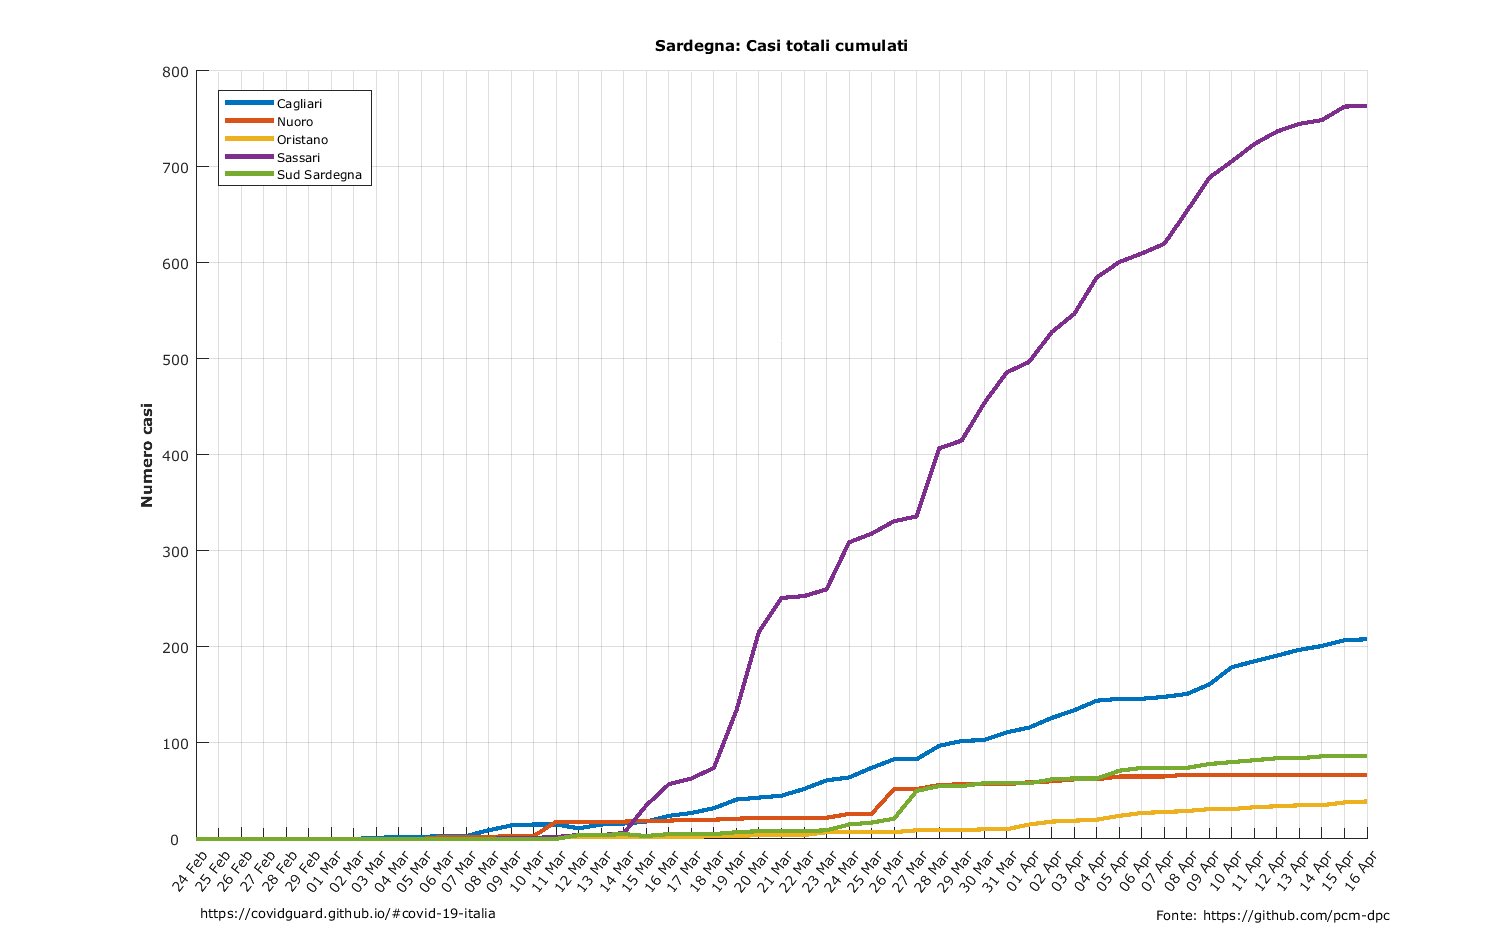 Sardegna: Casi totali cumulati
800
700
600
500
400
300
200
100
0
Numero casi
Cagliari
Nuoro
Oristano
Sassari
Sud Sardegna
24 Feb
25 Feb
26 Feb
27 Feb
28 Feb
29 Feb
01 Mar
02 Mar
03 Mar
04 Mar
05 Mar
06 Mar
07 Mar
08 Mar
09 Mar
10 Mar
11 Mar
12 Mar
13 Mar
14 Mar
15 Mar
16 Mar
17 Mar
18 Mar
19 Mar
20 Mar
21 Mar
22 Mar
23 Mar
24 Mar
25 Mar
26 Mar
27 Mar
28 Mar
29 Mar
30 Mar
31 Mar
01 Apr
02 Apr
03 Apr
04 Apr
05 Apr
06 Apr
07 Apr
08 Apr
09 Apr
10 Apr
11 Apr
12 Apr
13 Apr
14 Apr
15 Apr
16 Apr
https://covidguard.github.io/#covid-19-italia
Fonte: https://github.com/pcm-dpc